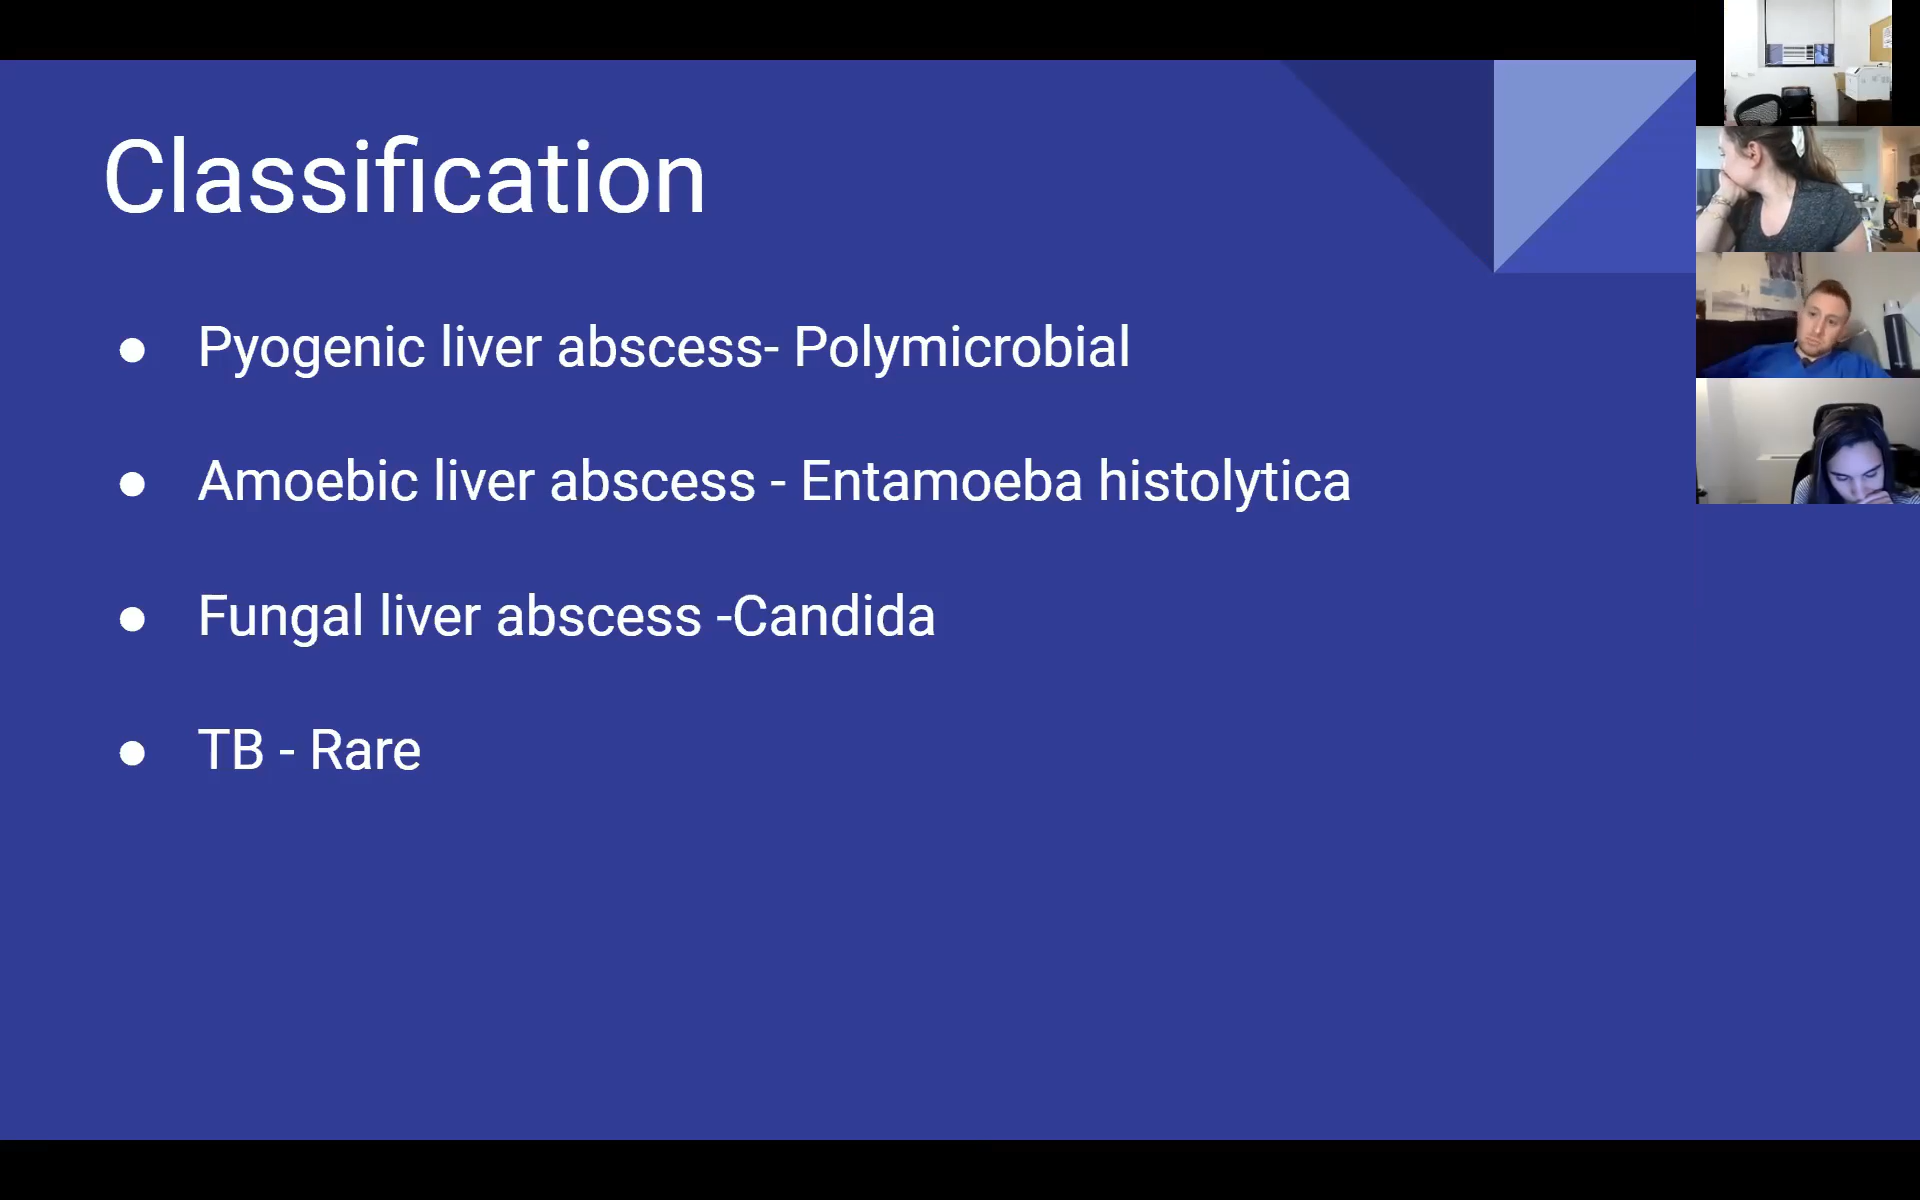 Classification
● Pyogenic liver abscess- Polymicrobial
● Amoebic liver abscess - Entamoeba histolytica
● Fungal liver abscess -Candida
● TB - Rare